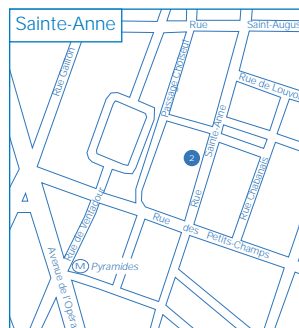 Sainte-Anne
Rue Saint-Augus
Rue Gaillon
Passage Choiseul
Rue de Louvo
Rue Sainte-Anne
2
Rue Chabanais
Rue de Ventadour
Rue des Petits-Champs
M Pyramides
Avenue de l'Opéra